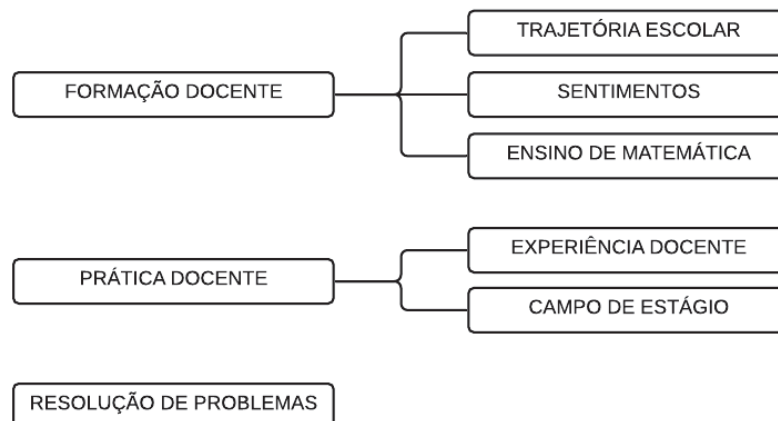 FORMAÇÃO DOCENTE
TRAJETÓRIA ESCOLAR
SENTIMENTOS
ENSINO DE MATEMÁTICA
PRÁTICA DOCENTE
EXPERIÊNCIA DOCENTE
CAMPO DE ESTÁGIO
RESOLUÇÃO DE PROBLEMAS